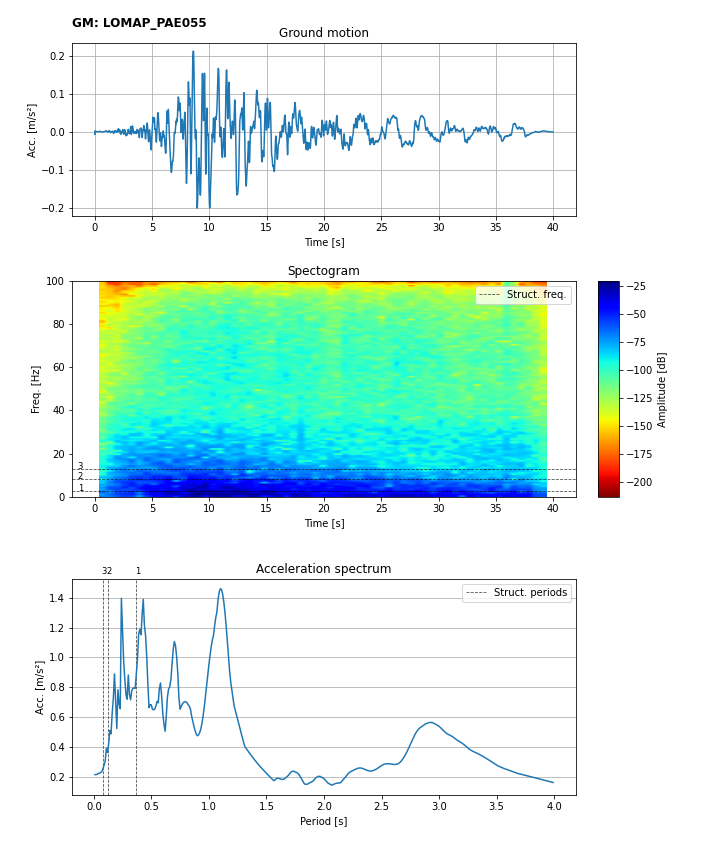 GM: LOMAP_PAE055
Ground motion
Acc. [m/s²]
0.2
0.1
0.0
−0.1
−0.2
0 5 10 15 20 25 30 35 40
Time [s]
Spectogram
Freq. [Hz]
100
80
60
40
20
0
Struct. freq.
3
2
1
0 5 10 15 20 25 30 35 40
Time [s]
−25
−50
−75
−100
−125
−150
−175
−200
Amplitude [dB]
32 1
Acceleration spectrum
Acc. [m/s²]
1.4
1.2
1.0
0.8
0.6
0.4
0.2
Struct. periods
0.0 0.5 1.0 1.5 2.0 2.5 3.0 3.5 4.0
Period [s]